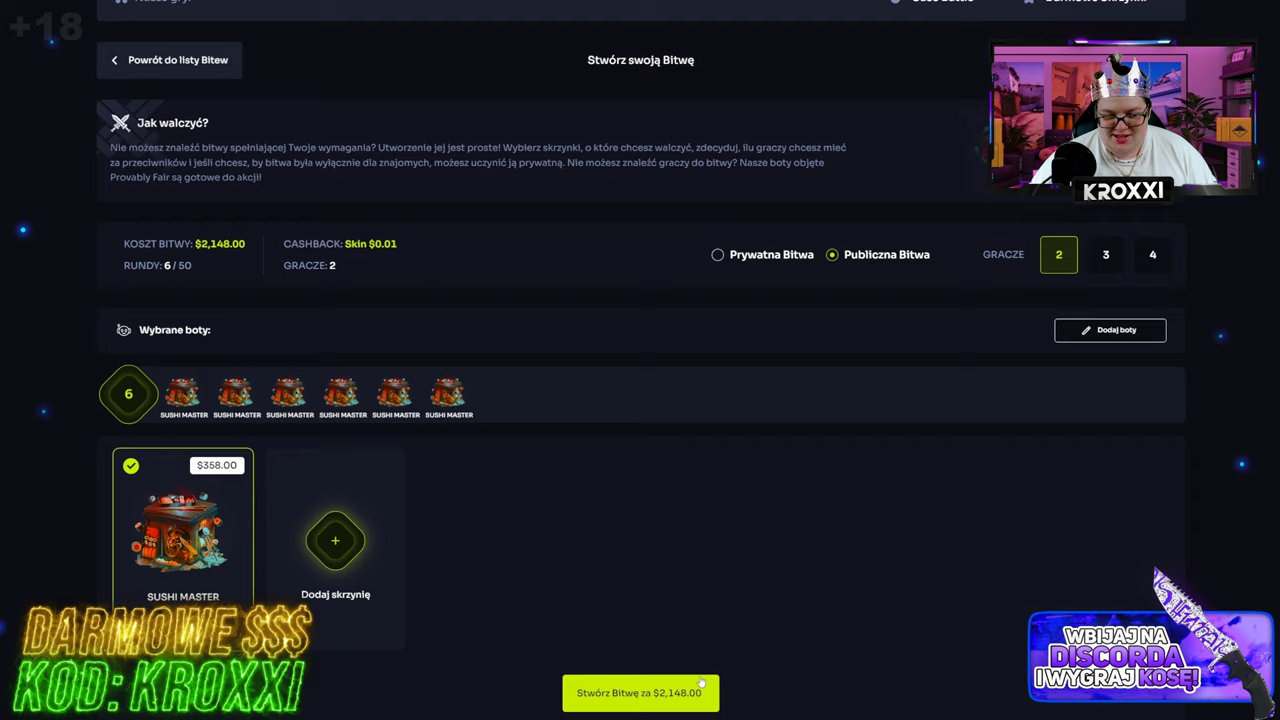 +18
Powrót do listy Bitew
Stwórz swoją Bitwę
Jak walczyć?
Nie możesz znaleźć bitwy spełniającej Twoje wymagania? Utworzenie jej jest proste! Wybierz skrzynki, o które chcesz walczyć, zdecyduj, ilu graczy chcesz mieć
za przeciwników i jeśli chcesz, by bitwa była wyłącznie dla znajomych, możesz uczynić ją prywatną. Nie możesz znaleźć graczy do bitwy? Nasze boty objęte
Provably Fair są gotowe do akcji!
KROXXI
KOSZT BITWY: $2,148.00
CASHBACK: Skin $0.01
RUNDY: 6 / 50
GRACZE: 2
Prywatna Bitwa
Publiczna Bitwa
GRACZE
2
3
4
Wybrane boty:
Dodaj boty
6
SUSHI MASTER
SUSHI MASTER
SUSHI MASTER
SUSHI MASTER
SUSHI MASTER
SUSHI MASTER
$358.00
+
Dodaj skrzynię
SUSHI MASTER
DARMOWE $$$
KOD: KROXXI
Stwórz Bitwę za $2,148.00
WBIJAJ NA
DISCORDA
I WYGRAJ KOSĘ!